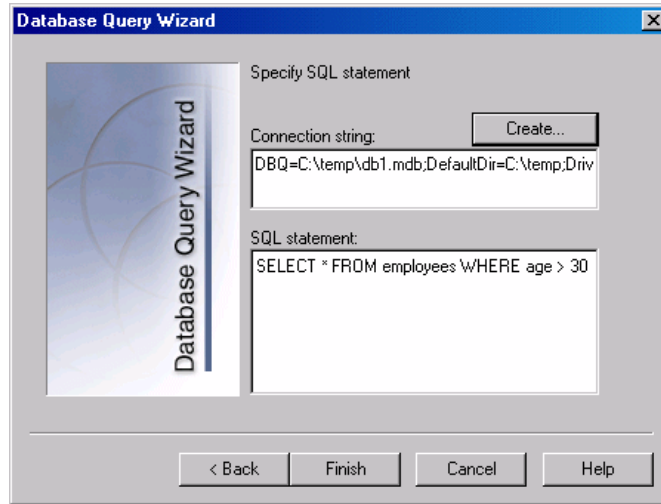 Database Query Wizard
Database Query Wizard
Specify SQL statement
Create...
Connection string:
DBQ=C:\temp\db1.mdb;DefaultDir=C:\temp;Driv
SQL statement:
SELECT * FROM employees WHERE age > 30
< Back
Finish
Cancel
Help